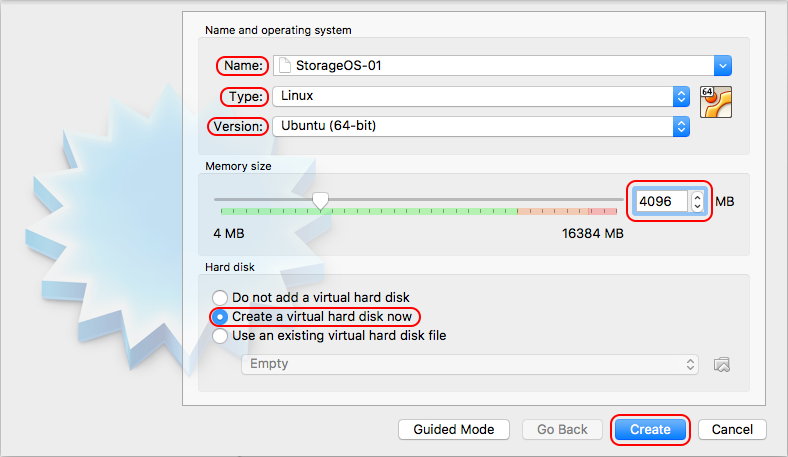 Name and operating system
Name: StorageOS-01
Type: Linux
64
Version: Ubuntu (64-bit)
Memory size
4096 MB
4 MB 16384 MB
Hard disk
Do not add a virtual hard disk
Create a virtual hard disk now
Use an existing virtual hard disk file
Empty
Guided Mode Go Back Create Cancel